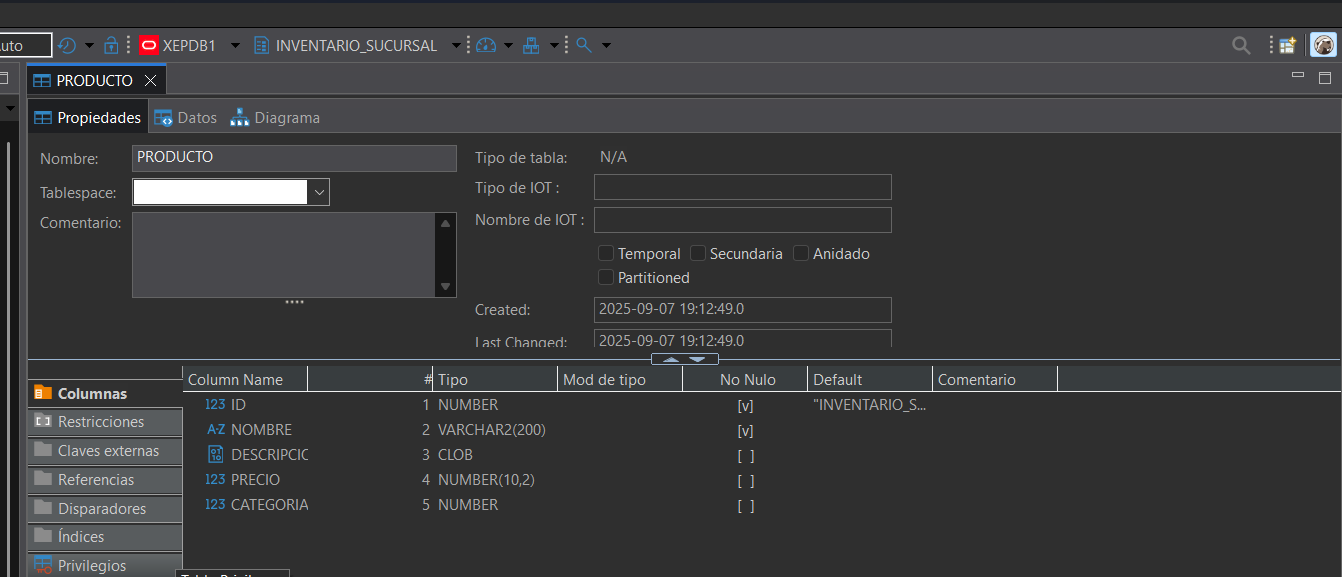 uto XEPDB1 INVENTARIO_SUCURSAL
PRODUCTO
Propiedades Datos Diagrama
Nombre: PRODUCTO Tipo de tabla: N/A
Tablespace: Tipo de IOT :
Comentario: Nombre de IOT :
Temporal Secundaria Anidado
Partitioned
Created: 2025-09-07 19:12:49.0
Last Changed: 2025-09-07 19:12:49.0
Column Name # Tipo Mod de tipo No Nulo Default Comentario
123 ID 1 NUMBER [v] "INVENTARIO_S...
A-Z NOMBRE 2 VARCHAR2(200) [v]
DESCRIPCIC 3 CLOB [ ]
123 PRECIO 4 NUMBER(10,2) [ ]
123 CATEGORIA 5 NUMBER [ ]
Columnas
Restricciones
Claves externas
Referencias
Disparadores
Índices
Privilegios